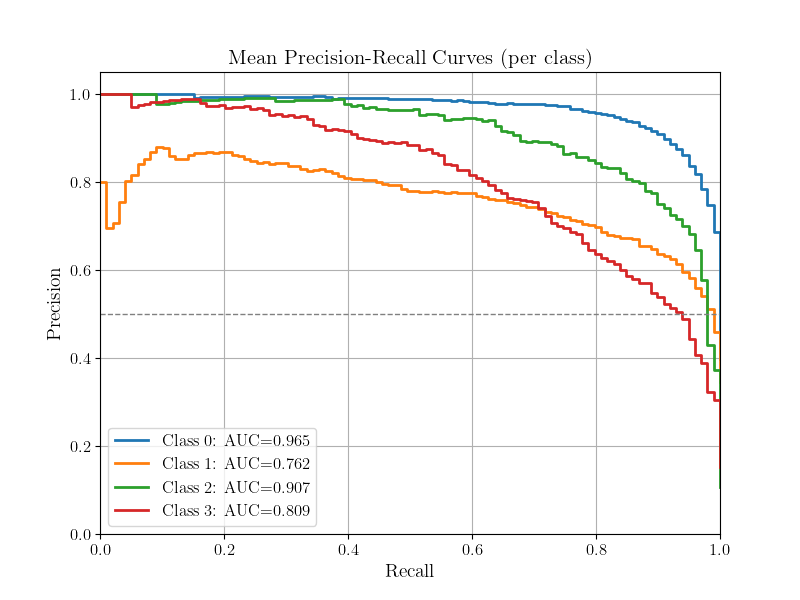 Mean Precision-Recall Curves (per class)
1.0
0.8
0.6
0.4
0.2
0.0
Precision
Class 0: AUC=0.965
Class 1: AUC=0.762
Class 2: AUC=0.907
Class 3: AUC=0.809
0.0 0.2 0.4 0.6 0.8 1.0
Recall